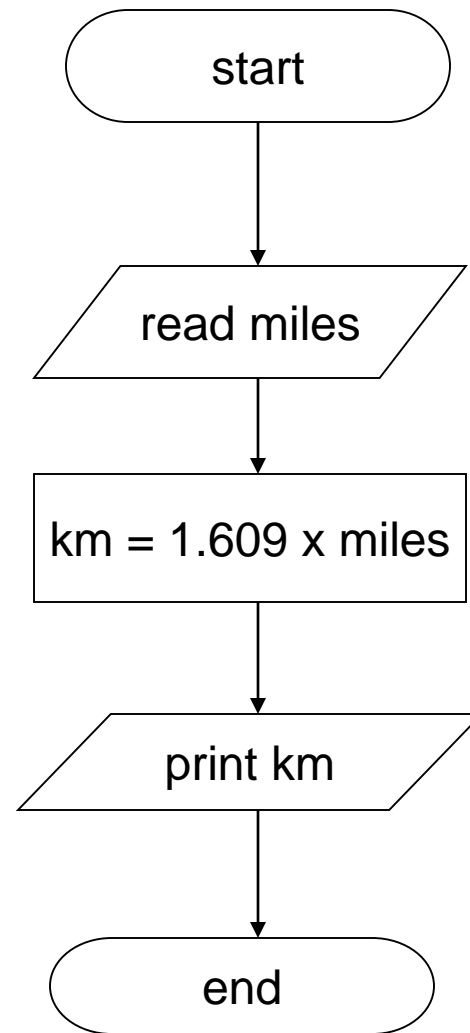 start
read miles
km = 1.609 x miles
print km
end